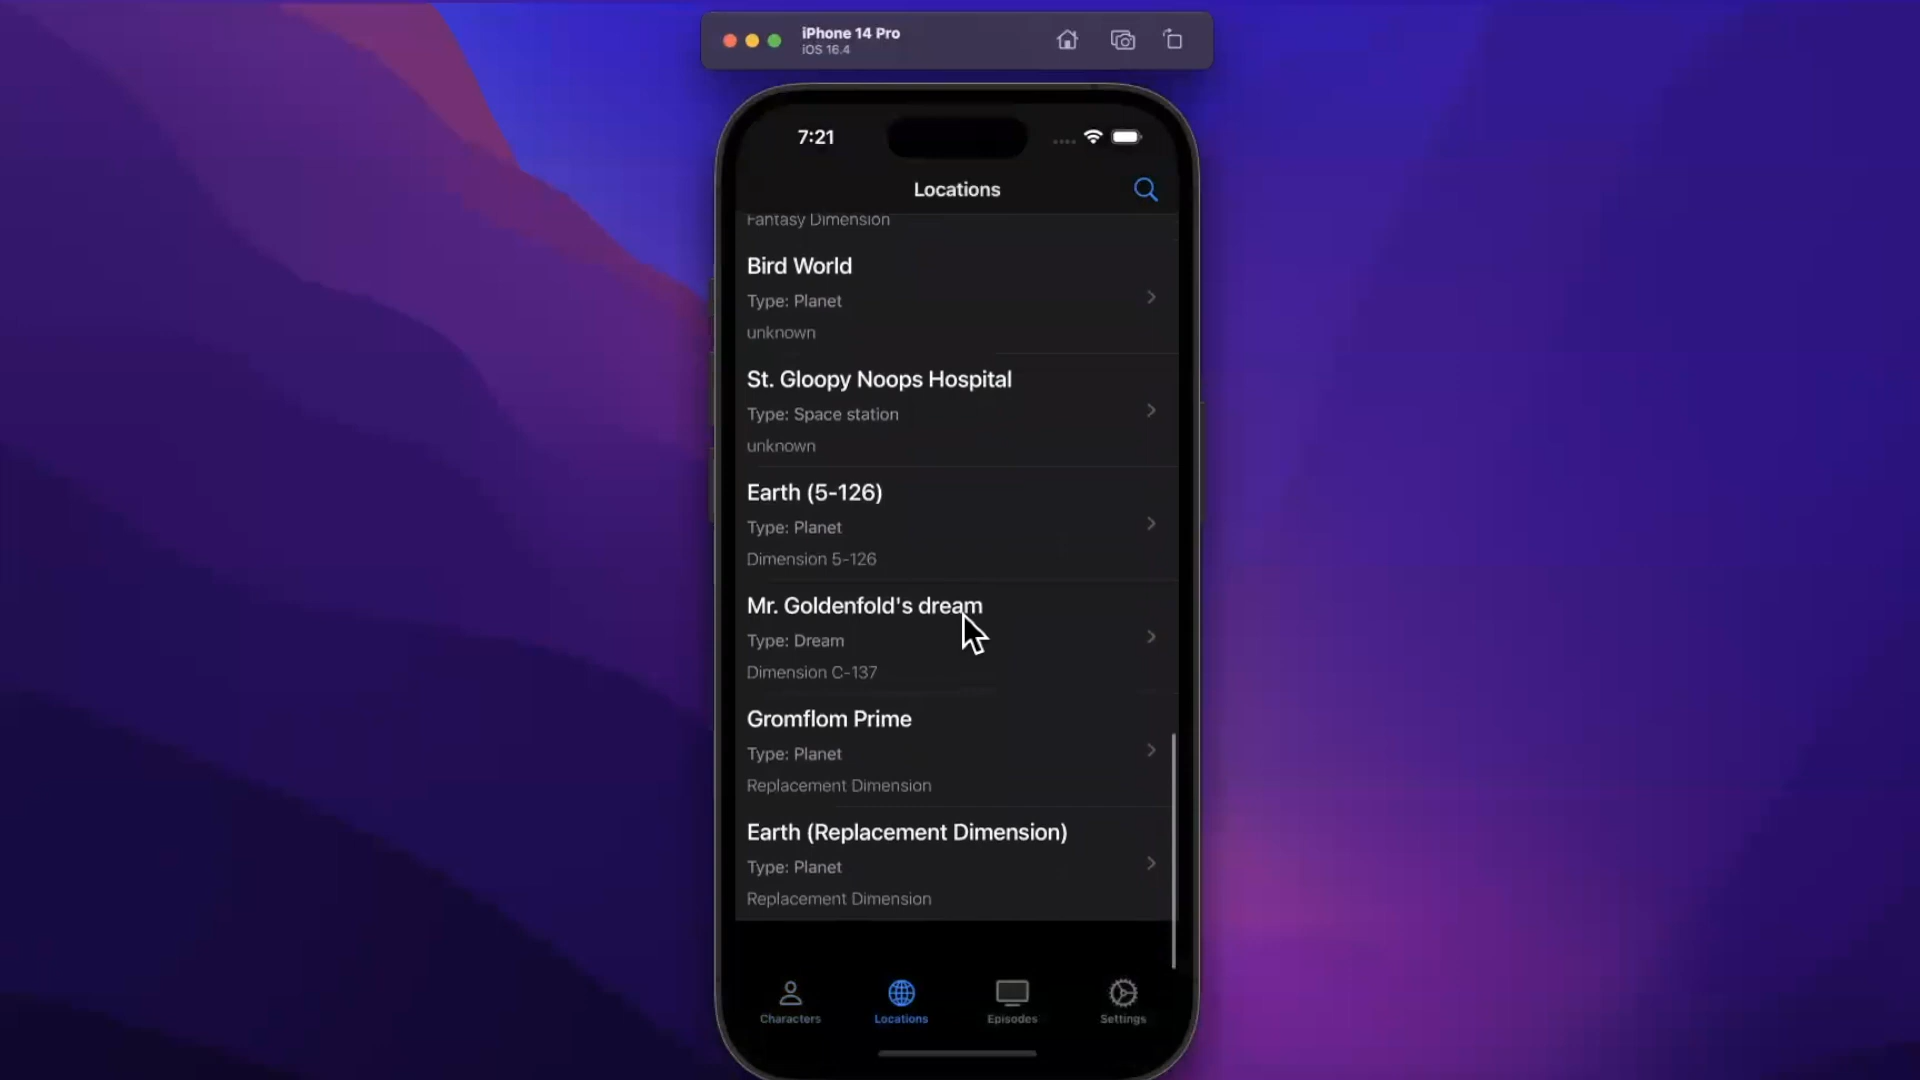 iPhone 14 Pro
iOS 16.4
7:21
Locations
Fantasy Dimension
Bird World
Type: Planet
unknown
St. Gloopy Noops Hospital
Type: Space station
unknown
Earth (5-126)
Type: Planet
Dimension 5-126
Mr. Goldenfold's dream
Type: Dream
Dimension C-137
Gromflom Prime
Type: Planet
Replacement Dimension
Earth (Replacement Dimension)
Type: Planet
Replacement Dimension
Characters
Locations
Episodes
Settings